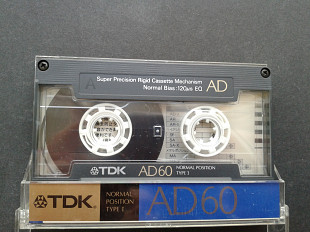 Super Precision Rigid Cassette Mechanism
Normal Bias:120μs EQ AD
TDK AD60 NORMAL POSITION
TYPE I
TDK NORMAL
POSITION
TYPE I
AD60